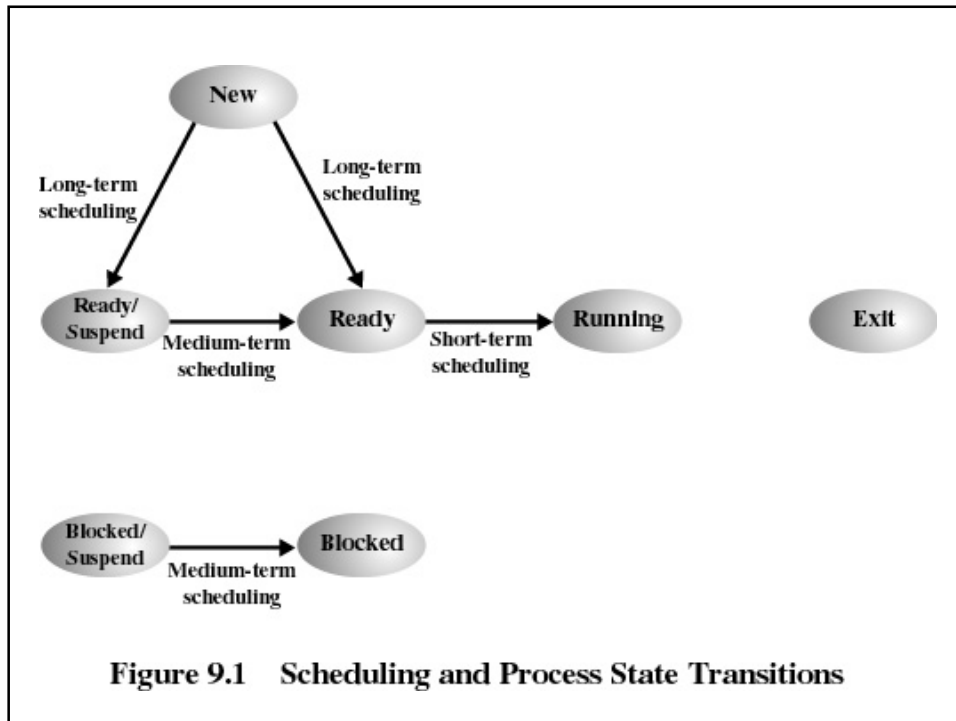 New
Long-term
scheduling
Long-term
scheduling
Ready/
Suspend
Medium-term
scheduling
Ready
Short-term
scheduling
Running
Exit
Blocked/
Suspend
Medium-term
scheduling
Blocked
Figure 9.1 Scheduling and Process State Transitions